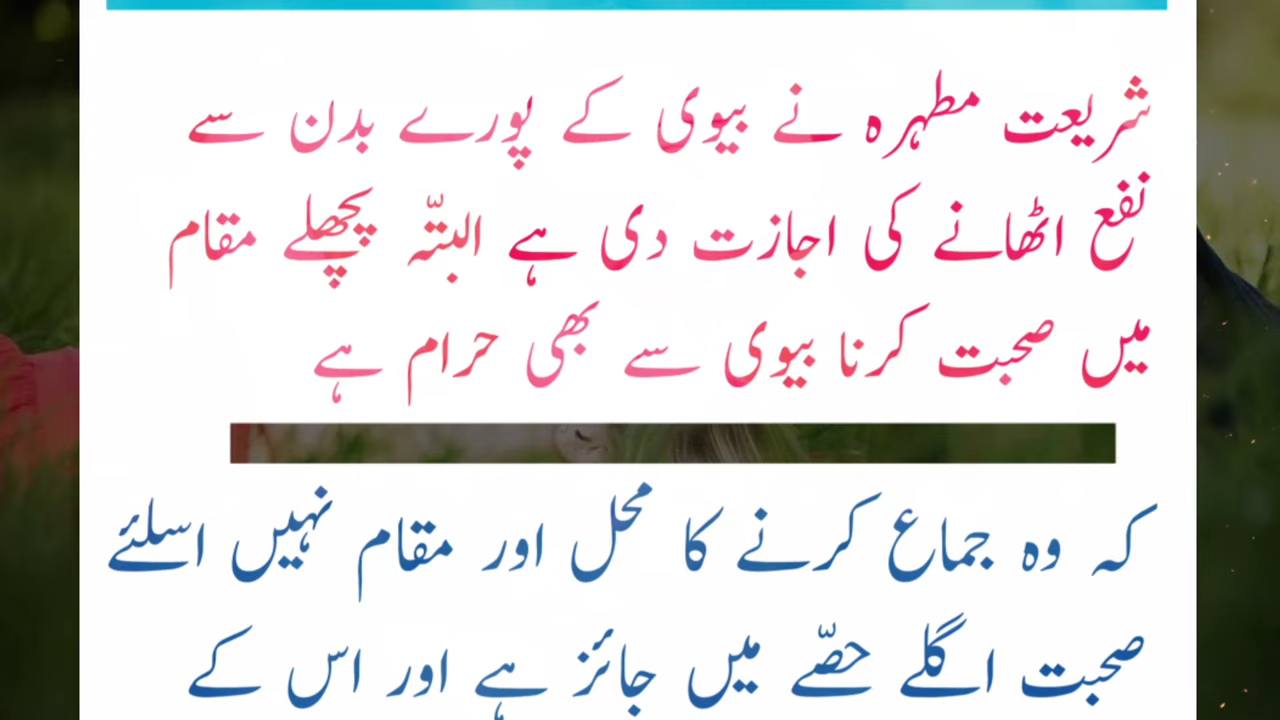 شریعت مطہرہ نے بیوی کے پورے بدن سے
نفع اٹھانے کی اجازت دی ہے البتّہ پچھلے مقام
میں صحبت کرنا بیوی سے بھی حرام ہے
کہ وہ جماع کرنے کا محل اور مقام نہیں اسلئے
صحبت اگلے حصّے میں جائز ہے اور اس کے